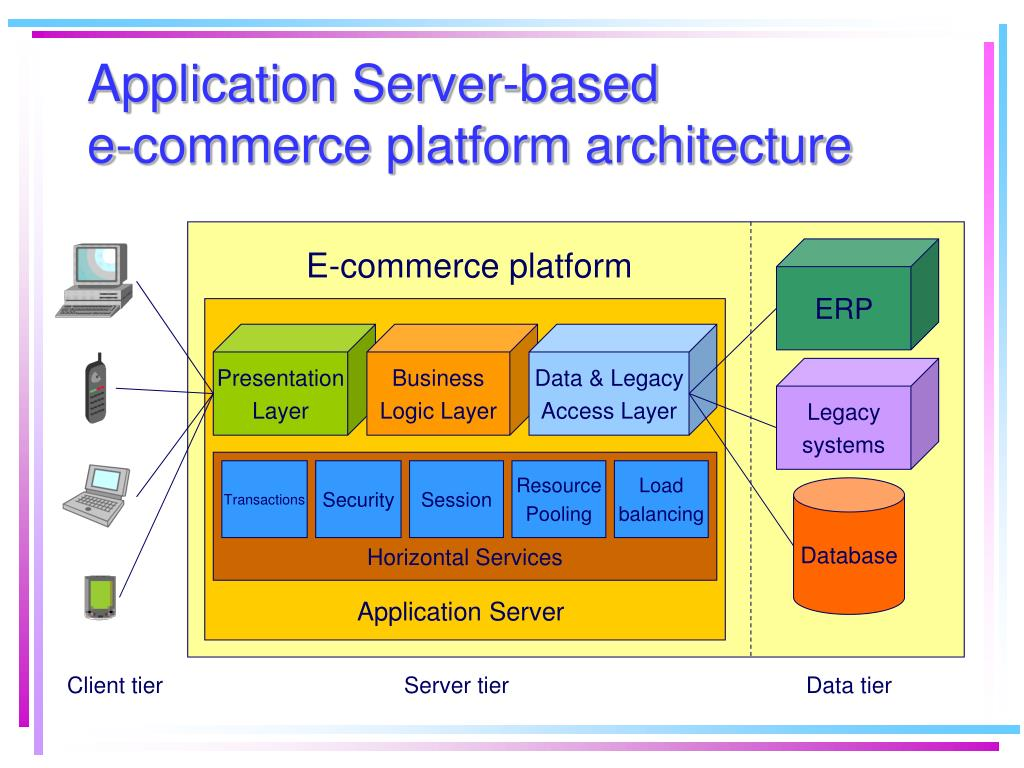 Application Server-based
e-commerce platform architecture
E-commerce platform
Presentation
Layer
Business
Logic Layer
Data & Legacy
Access Layer
Transactions
Security
Session
Resource
Pooling
Load
balancing
Horizontal Services
Application Server
ERP
Legacy
systems
Database
Client tier
Server tier
Data tier